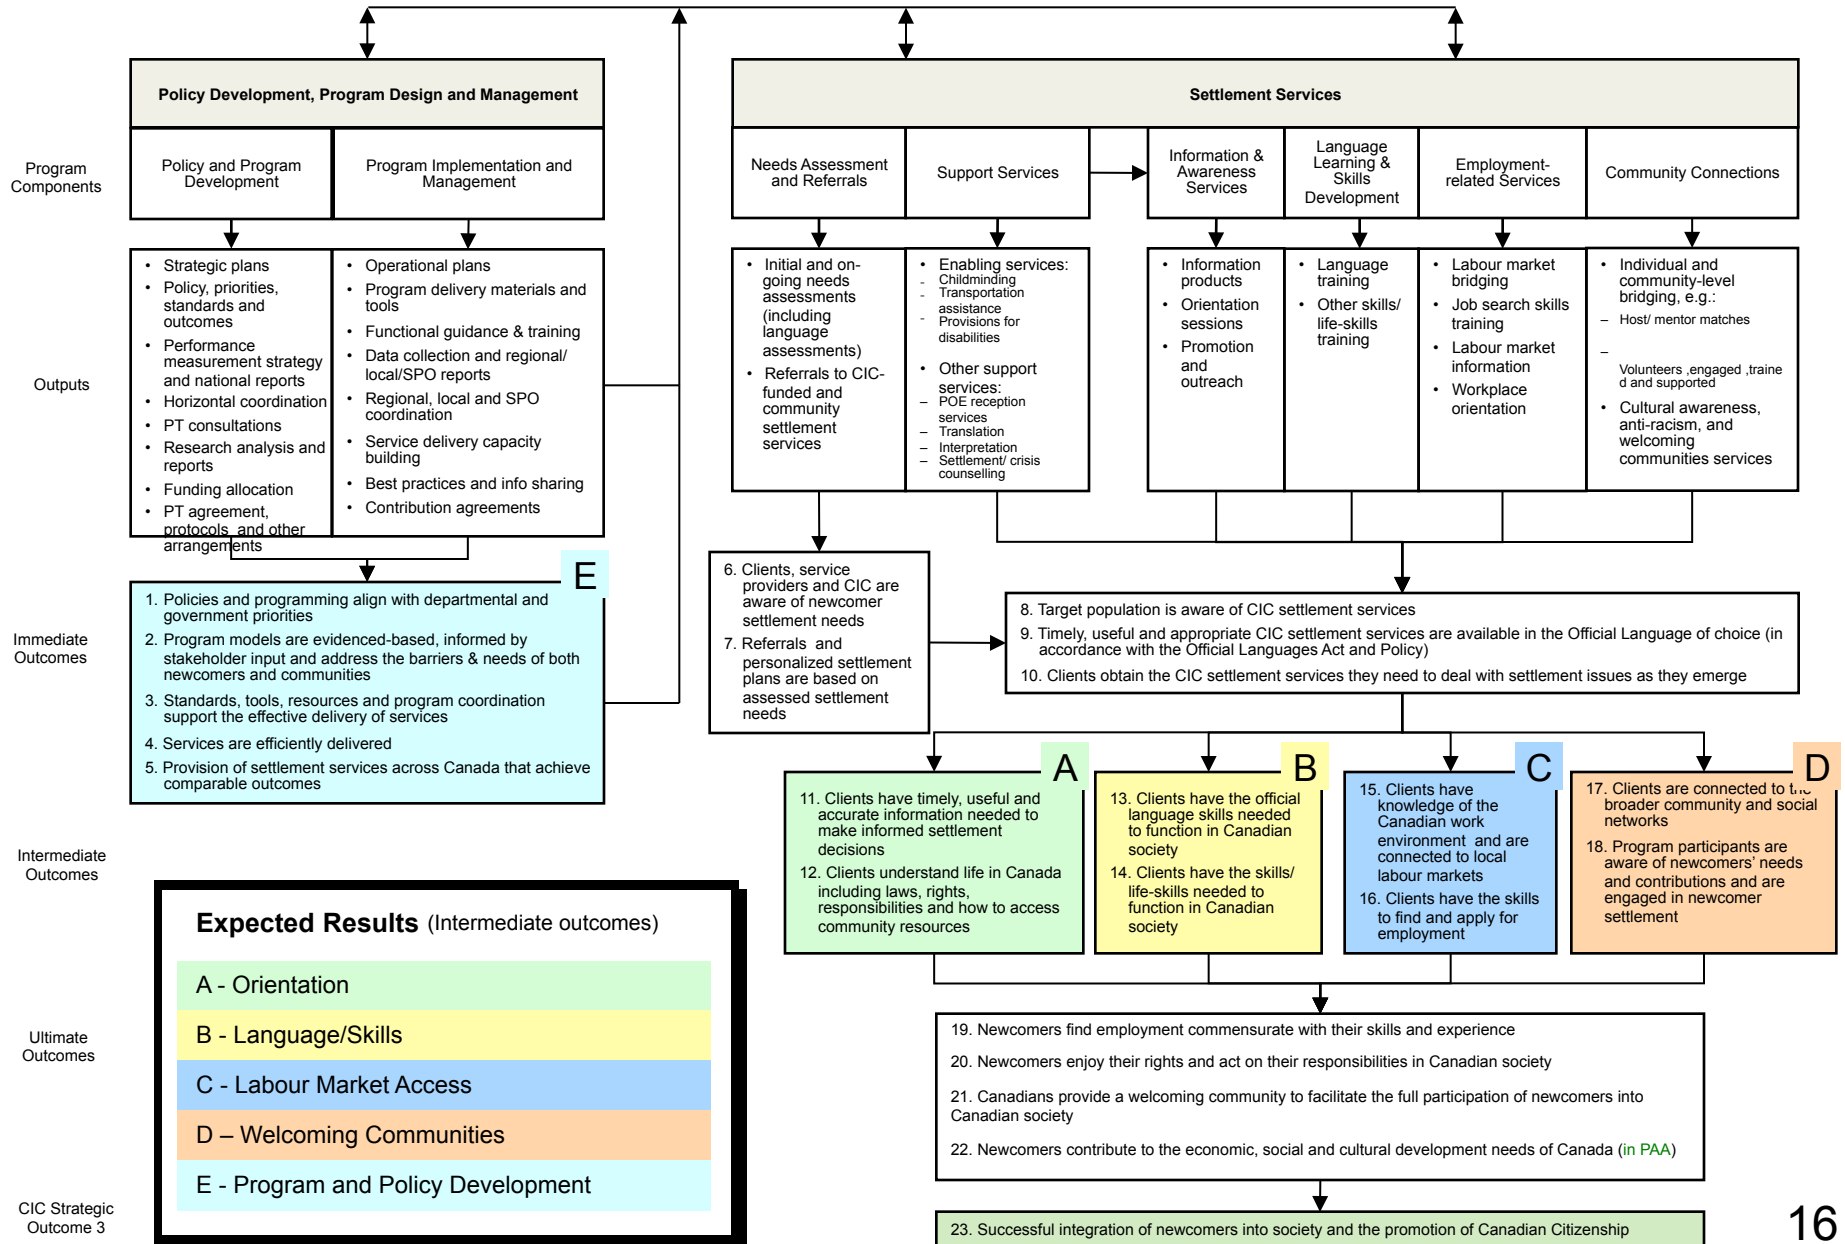 Policy Development, Program Design and Management
Settlement Services
Program
Components
Policy and Program
Development
Program Implementation and
Management
Needs Assessment
and Referrals
Support Services
Information &
Awareness
Services
Language
Learning &
Skills
Development
Employment-
related Services
Community Connections
Outputs
• Strategic plans
• Policy, priorities,
standards and
outcomes
• Performance
measurement strategy
and national reports
• Horizontal coordination
• PT consultations
• Research analysis and
reports
• Funding allocation
• PT agreement,
protocols and other
arrangements
• Operational plans
• Program delivery materials and
tools
• Functional guidance & training
• Data collection and regional/
local/SPO reports
• Regional, local and SPO
coordination
• Service delivery capacity
building
• Best practices and info sharing
• Contribution agreements
• Initial and on-
going needs
assessments
(including
language
assessments)
• Referrals to CIC-
funded and
community
settlement
services
• Enabling services:
- Childminding
- Transportation
assistance
- Provisions for
disabilities
• Other support
services:
– POE reception
services
– Translation
– Interpretation
– Settlement/ crisis
counselling
• Information
products
• Orientation
sessions
• Promotion
and
outreach
• Language
training
• Other skills/
life-skills
training
• Labour market
bridging
• Job search skills
training
• Labour market
information
• Workplace
orientation
• Individual and
community-level
bridging, e.g.:
– Host/ mentor matches
–
Volunteers ,engaged ,traine
d and supported
• Cultural awareness,
anti-racism, and
welcoming
communities services
Immediate
Outcomes
E
1. Policies and programming align with departmental and
government priorities
2. Program models are evidenced-based, informed by
stakeholder input and address the barriers & needs of both
newcomers and communities
3. Standards, tools, resources and program coordination
support the effective delivery of services
4. Services are efficiently delivered
5. Provision of settlement services across Canada that achieve
comparable outcomes
6. Clients, service
providers and CIC are
aware of newcomer
settlement needs
7. Referrals and
personalized settlement
plans are based on
assessed settlement
needs
8. Target population is aware of CIC settlement services
9. Timely, useful and appropriate CIC settlement services are available in the Official Language of choice (in
accordance with the Official Languages Act and Policy)
10. Clients obtain the CIC settlement services they need to deal with settlement issues as they emerge
Intermediate
Outcomes
A
11. Clients have timely, useful and
accurate information needed to
make informed settlement
decisions
12. Clients understand life in Canada
including laws, rights,
responsibilities and how to access
community resources
B
13. Clients have the official
language skills needed
to function in Canadian
society
14. Clients have the skills/
life-skills needed to
function in Canadian
society
C
15. Clients have
knowledge of the
Canadian work
environment and are
connected to local
labour markets
16. Clients have the skills
to find and apply for
employment
D
17. Clients are connected to the
broader community and social
networks
18. Program participants are
aware of newcomers' needs
and contributions and are
engaged in newcomer
settlement
Expected Results (Intermediate outcomes)
A - Orientation
B - Language/Skills
C - Labour Market Access
D – Welcoming Communities
E - Program and Policy Development
Ultimate
Outcomes
19. Newcomers find employment commensurate with their skills and experience
20. Newcomers enjoy their rights and act on their responsibilities in Canadian society
21. Canadians provide a welcoming community to facilitate the full participation of newcomers into
Canadian society
22. Newcomers contribute to the economic, social and cultural development needs of Canada (in PAA)
CIC Strategic
Outcome 3
23. Successful integration of newcomers into society and the promotion of Canadian Citizenship
16